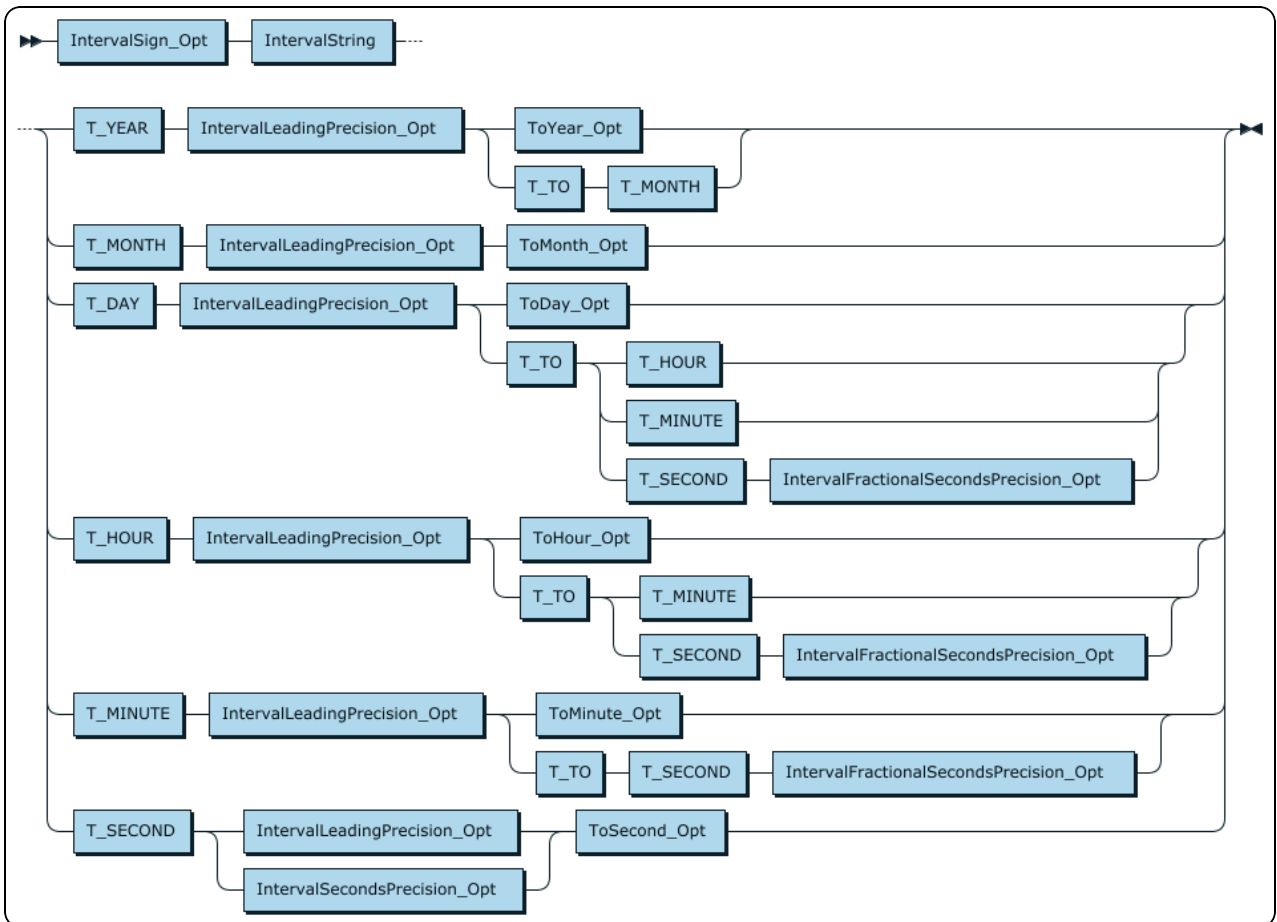 IntervalSign_Opt IntervalString
T_YEAR IntervalLeadingPrecision_Opt ToYear_Opt
T_TO T_MONTH
T_MONTH IntervalLeadingPrecision_Opt ToMonth_Opt
T_DAY IntervalLeadingPrecision_Opt ToDay_Opt
T_TO T_HOUR
T_MINUTE
T_SECOND IntervalFractionalSecondsPrecision_Opt
T_HOUR IntervalLeadingPrecision_Opt ToHour_Opt
T_TO T_MINUTE
T_SECOND IntervalFractionalSecondsPrecision_Opt
T_MINUTE IntervalLeadingPrecision_Opt ToMinute_Opt
T_TO T_SECOND IntervalFractionalSecondsPrecision_Opt
T_SECOND IntervalLeadingPrecision_Opt ToSecond_Opt
IntervalSecondsPrecision_Opt